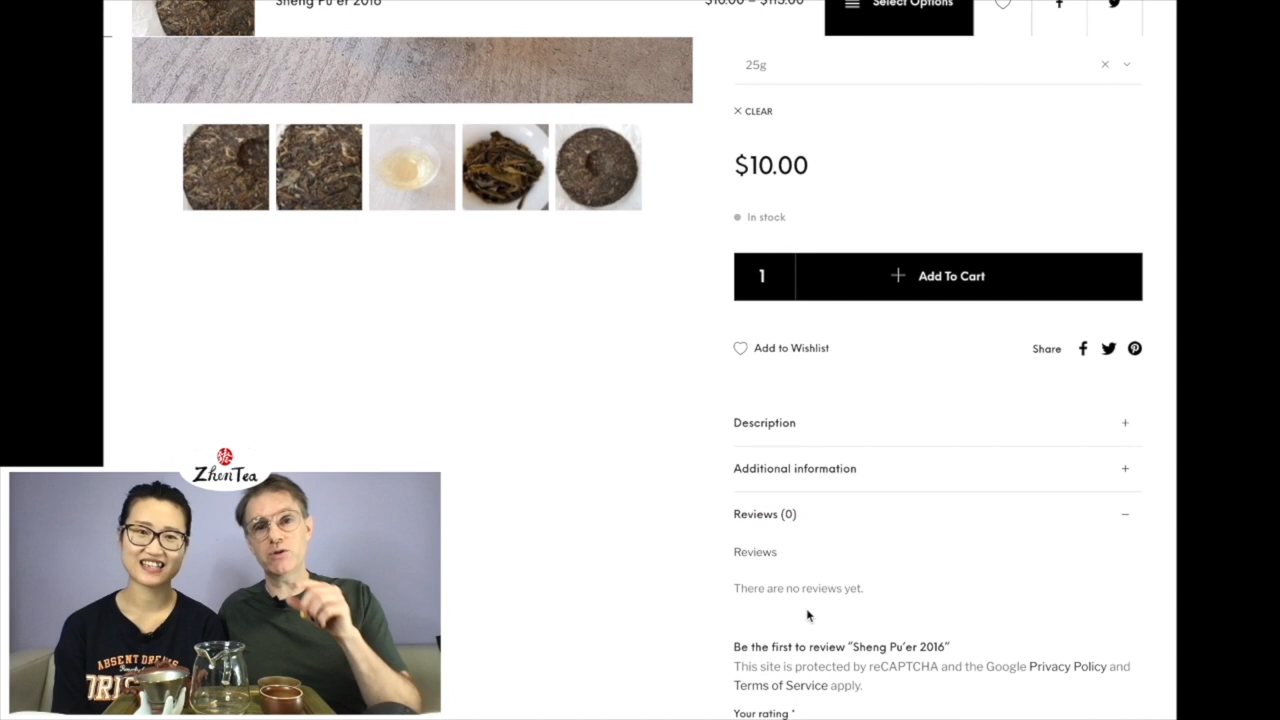 Sheng Pu'er 2016
$10.00 – $115.00
Select Options
25g
CLEAR
$10.00
In stock
1
Add To Cart
Add to Wishlist
Share
Description
Additional information
Reviews (0)
Reviews
There are no reviews yet.
Be the first to review “Sheng Pu’er 2016”
This site is protected by reCAPTCHA and the Google Privacy Policy and
Terms of Service apply.
Your rating *
ZhenTea
ABSENT